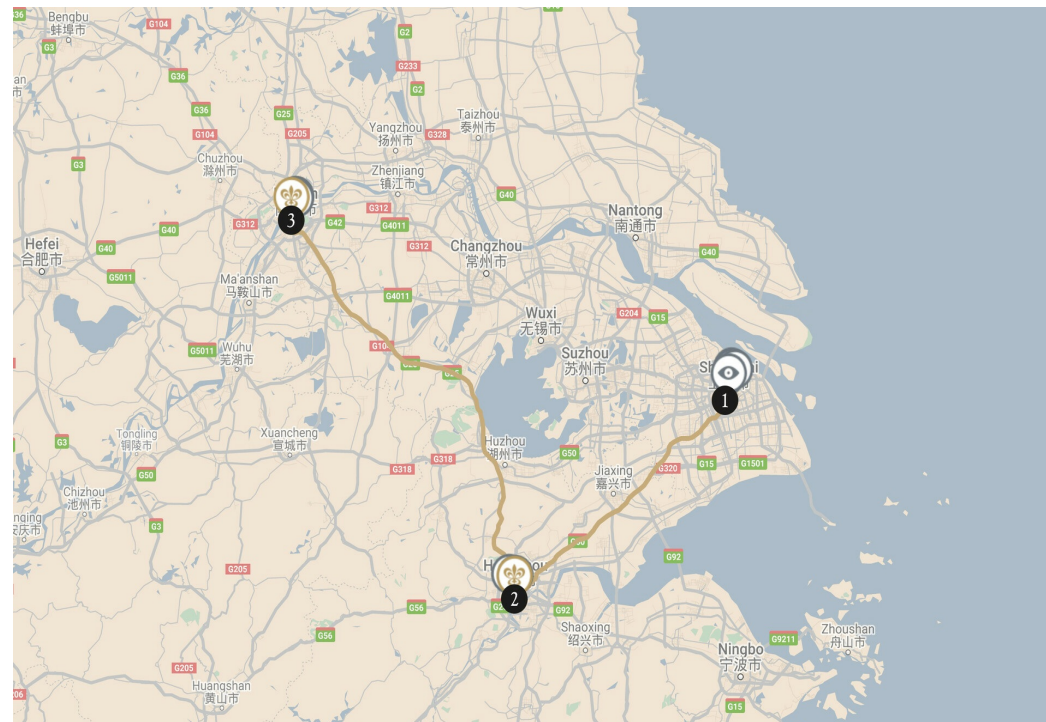 36
Bengbu
蚌埠市
G104
G2
G3
G233
G36
G2
G36
G25
Taizhou
泰州市
Yangzhou
扬州市
G104
G205
G328
G3
Chuzhou
滁州市
Zhenjiang
镇江市
G40
3
G312
G312
G42
G4011
Nantong
南通市
G40
Hefei
合肥市
G40
G312
Changzhou
常州市
G40
G5011
Ma'anshan
马鞍山市
G4011
Wuxi
无锡市
G204
G15
G5011
Wuhu
芜湖市
Suzhou
苏州市
1
G3
Tongling
铜陵市
Xuancheng
宣城市
Huzhou
湖州市
G50
G318
G318
G320
G15
G1501
G50
Jiaxing
嘉兴市
Chizhou
池州市
G3
G92
G205
2
G56
G92
G56
Shaoxing
绍兴市
G9211
Zhoushan
舟山市
Ningbo
宁波市
G205
Huangshan
黄山市
G15